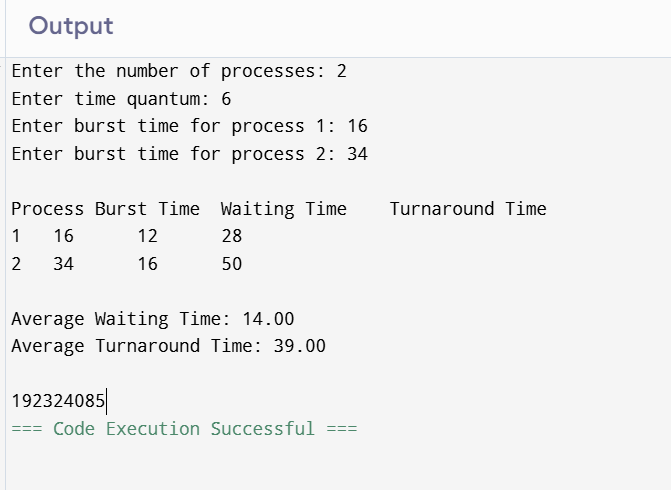 Output
Enter the number of processes: 2
Enter time quantum: 6
Enter burst time for process 1: 16
Enter burst time for process 2: 34
Process Burst Time  Waiting Time    Turnaround Time
1   16      12      28
2   34      16      50
Average Waiting Time: 14.00
Average Turnaround Time: 39.00
192324085
=== Code Execution Successful ===